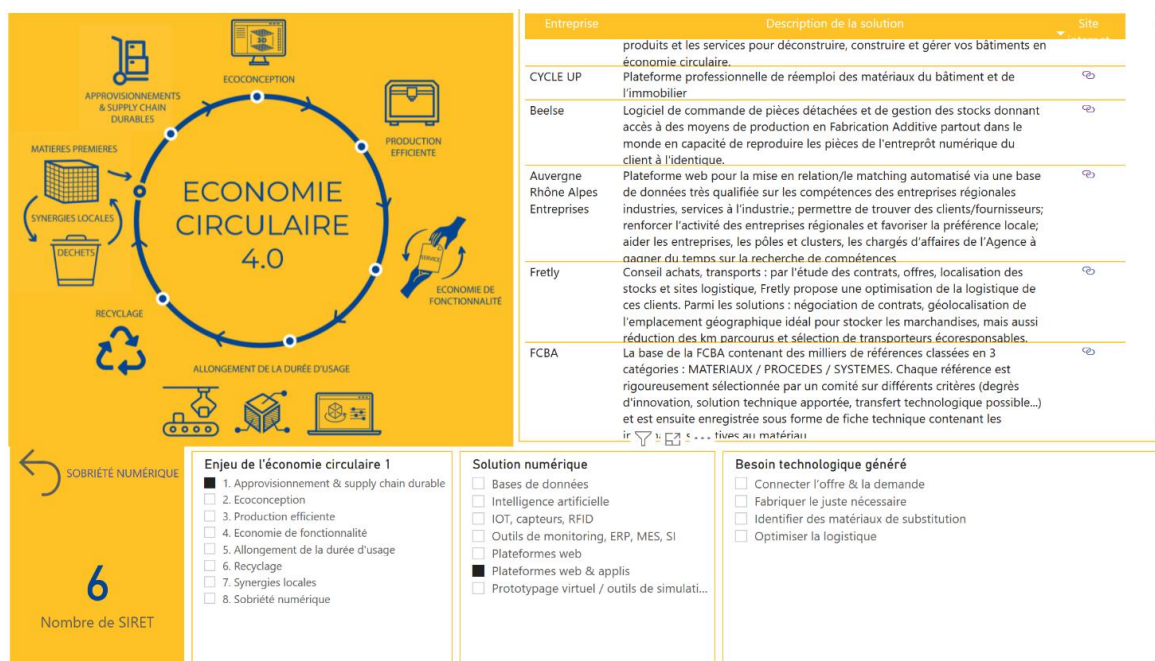 ECOCONCEPTION
APPROVISIONNEMENTS
& SUPPLY CHAIN
DURABLES
PRODUCTION
EFFICIENTE
MATIERES PREMIERES
SYNERGIES LOCALES
DECHETS
ECONOMIE
CIRCULAIRE
4.0
SERVICE
ECONOMIE DE
FONCTIONNALITÉ
RECYCLAGE
ALLONGEMENT DE LA DURÉE D'USAGE
3D
Entreprise Description de la solution Site
produits et les services pour déconstruire, construire et gérer vos bâtiments en
économie circulaire.
CYCLE UP Plateforme professionnelle de réemploi des matériaux du bâtiment et de
l'immobilier
Beelse Logiciel de commande de pièces détachées et de gestion des stocks donnant
accès à des moyens de production en Fabrication Additive partout dans le
monde en capacité de reproduire les pièces de l'entreprôt numérique du
client à l'identique.
Auvergne Plateforme web pour la mise en relation/le matching automatisé via une base
Rhône Alpes de données très qualifiée sur les compétences des entreprises régionales
Entreprises industries, services à l'industrie.; permettre de trouver des clients/fournisseurs;
renforcer l'activité des entreprises régionales et favoriser la préférence locale;
aider les entreprises, les pôles et clusters, les chargés d'affaires de l'Agence à
gagner du temps sur la recherche de compétences
Fretly Conseil achats, transports : par l'étude des contrats, offres, localisation des
stocks et sites logistique, Fretly propose une optimisation de la logistique de
ces clients. Parmi les solutions : négociation de contrats, géolocalisation de
l'emplacement géographique idéal pour stocker les marchandises, mais aussi
réduction des km parcourus et sélection de transporteurs écoresponsables.
FCBA La base de la FCBA contenant des milliers de références classées en 3
catégories : MATERIAUX / PROCEDES / SYSTEMES. Chaque référence est
rigoureusement sélectionnée par un comité sur différents critères (degrès
d'innovation, solution technique apportée, transfert technologique possible...)
et est ensuite enregistrée sous forme de fiche technique contenant les
au matériau
SOBRIÉTÉ NUMÉRIQUE
6
Nombre de SIRET
Enjeu de l'économie circulaire 1
1. Approvisionnement & supply chain durable
2. Ecoconception
3. Production efficiente
4. Economie de fonctionnalité
5. Allongement de la durée d'usage
6. Recyclage
7. Synergies locales
8. Sobriété numérique
Solution numérique
Bases de données
Intelligence artificielle
IOT, capteurs, RFID
Outils de monitoring, ERP, MES, SI
Plateformes web
Plateformes web & applis
Prototypage virtuel / outils de simulati...
Besoin technologique généré
Connecter l'offre & la demande
Fabriquer le juste nécessaire
Identifier des matériaux de substitution
Optimiser la logistique